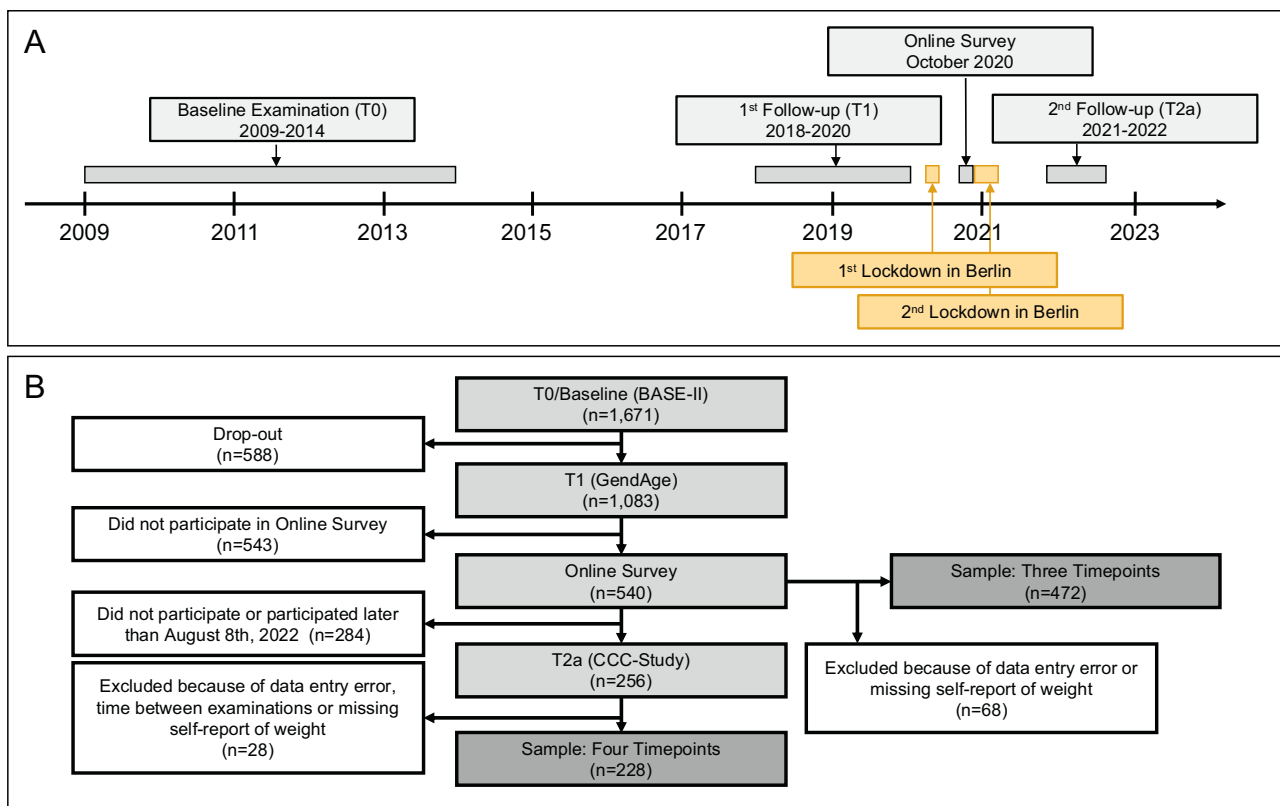 A
Baseline Examination (T0)
2009-2014
1st Follow-up (T1)
2018-2020
Online Survey
October 2020
2nd Follow-up (T2a)
2021-2022
2009
2011
2013
2015
2017
2019
2021
2023
1st Lockdown in Berlin
2nd Lockdown in Berlin
B
T0/Baseline (BASE-II)
(n=1,671)
Drop-out
(n=588)
T1 (GendAge)
(n=1,083)
Did not participate in Online Survey
(n=543)
Online Survey
(n=540)
Sample: Three Timepoints
(n=472)
Did not participate or participated later
than August 8th, 2022 (n=284)
T2a (CCC-Study)
(n=256)
Excluded because of data entry error or
missing self-report of weight
(n=68)
Excluded because of data entry error,
time between examinations or missing
self-report of weight
(n=28)
Sample: Four Timepoints
(n=228)